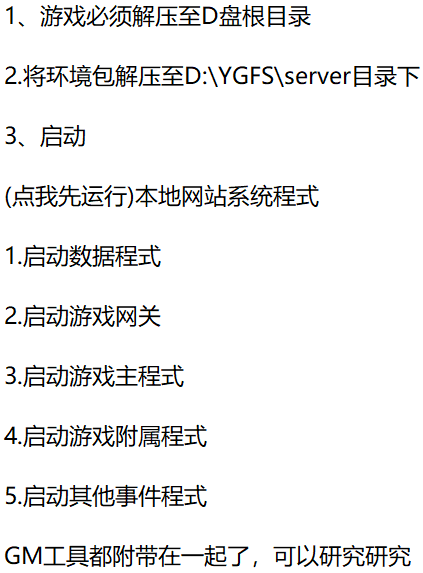 1、游戏必须解压至D盘根目录
2.将环境包解压至D:\YGFS\server目录下
3、启动
(点我先运行)本地网站系统程式
1.启动数据程式
2.启动游戏网关
3.启动游戏主程式
4.启动游戏附属程式
5.启动其他事件程式
GM工具都附带在一起了，可以研究研究